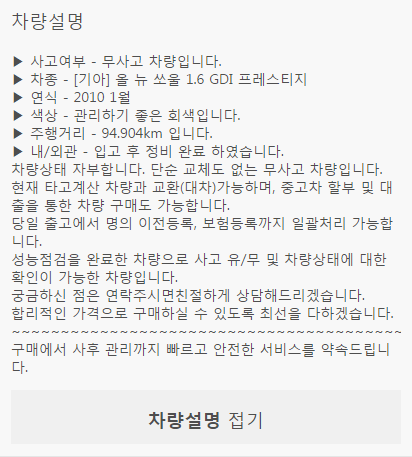 차량설명
▶ 사고여부 - 무사고 차량입니다.
▶ 차종 - [기아] 올 뉴 쏘울 1.6 GDI 프레스티지
▶ 연식 - 2010 1월
▶ 색상 - 관리하기 좋은 회색입니다.
▶ 주행거리 - 94.904km 입니다.
▶ 내/외관 - 입고 후 정비 완료 하였습니다.
차량상태 자부합니다. 단순 교체도 없는 무사고 차량입니다.
현재 타고계산 차량과 교환(대차)가능하며, 중고차 할부 및 대
출을 통한 차량 구매도 가능합니다.
당일 출고에서 명의 이전등록, 보험등록까지 일괄처리 가능합
니다.
성능점검을 완료한 차량으로 사고 유/무 및 차량상태에 대한
확인이 가능한 차량입니다.
궁금하신 점은 연락주시면친절하게 상담해드리겠습니다.
합리적인 가격으로 구매하실 수 있도록 최선을 다하겠습니다.
~~~~~~~~~~~~~~~~~~~~~~~~~~~~~~~~~~~~~~~~
구매에서 사후 관리까지 빠르고 안전한 서비스를 약속드립니
다.
차량설명 접기